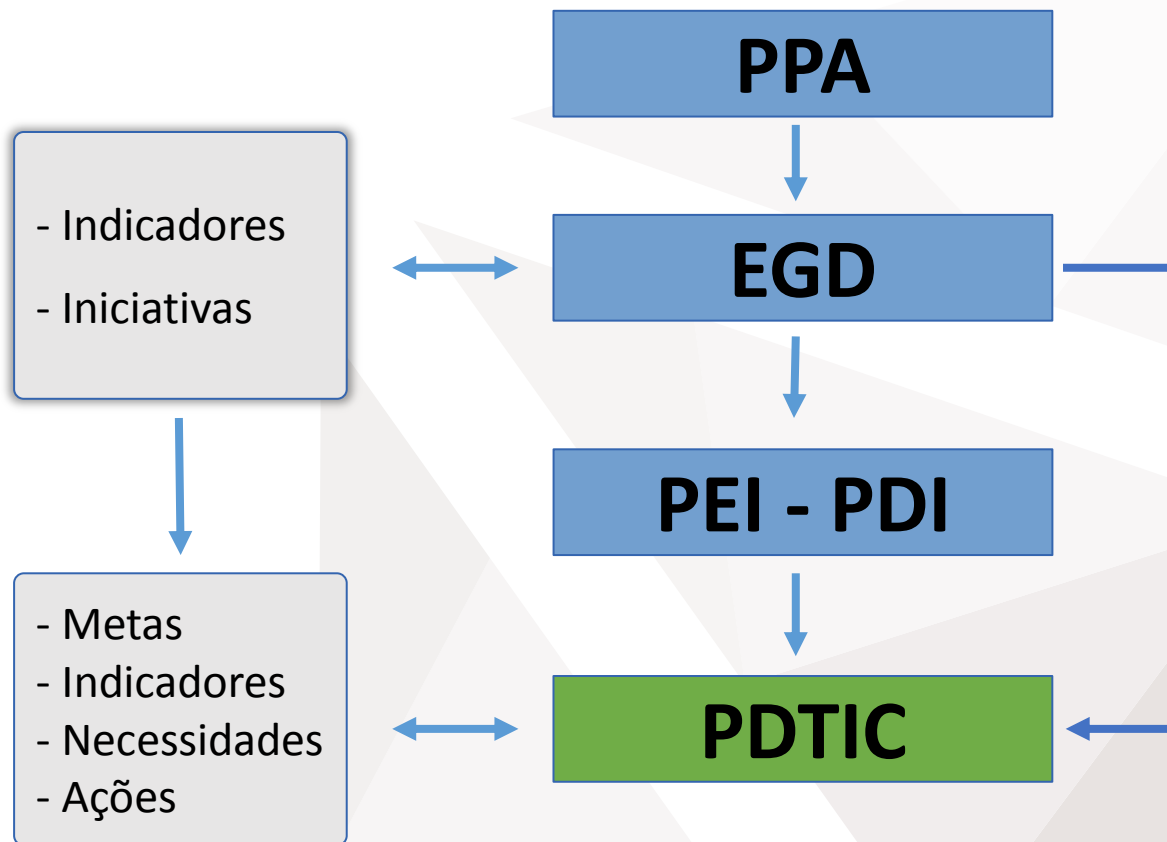 PPA
- Indicadores
- Iniciativas
EGD
PEI - PDI
- Metas
- Indicadores
- Necessidades
- Ações
PDTIC